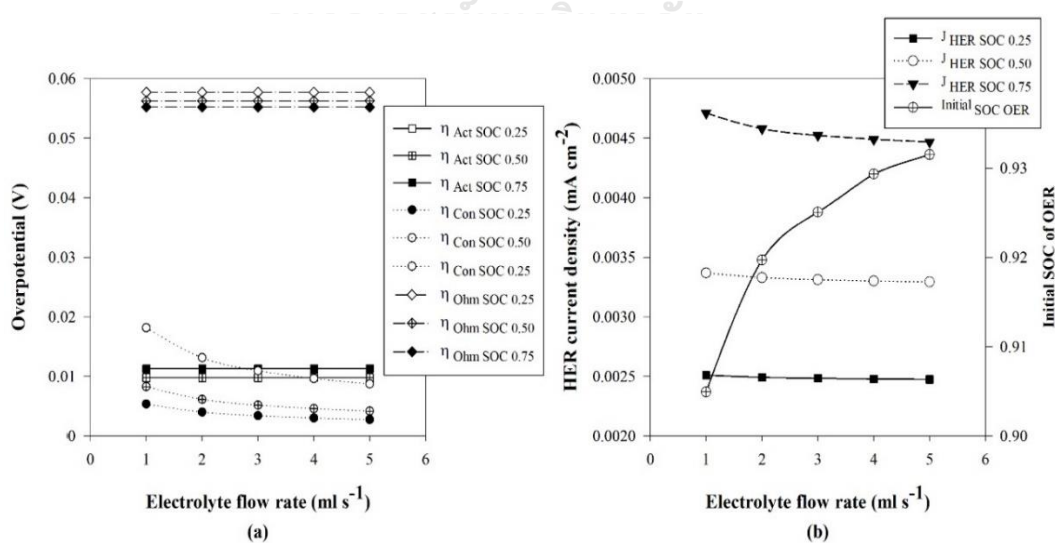 0.06
0.05
0.04
0.03
0.02
0.01
0
Overpotential (V)
0 1 2 3 4 5 6
Electrolyte flow rate (ml s⁻¹)
(a)
η Act SOC 0.25
η Act SOC 0.50
η Act SOC 0.75
η Con SOC 0.25
η Con SOC 0.50
η Con SOC 0.25
η Ohm SOC 0.25
η Ohm SOC 0.50
η Ohm SOC 0.75
J HER SOC 0.25
J HER SOC 0.50
J HER SOC 0.75
Initial SOC OER
0.0050
0.0045
0.0040
0.0035
0.0030
0.0025
0.0020
HER current density (mA cm⁻²)
0.93
0.92
0.91
0.90
Initial SOC of OER
0 1 2 3 4 5 6
Electrolyte flow rate (ml s⁻¹)
(b)